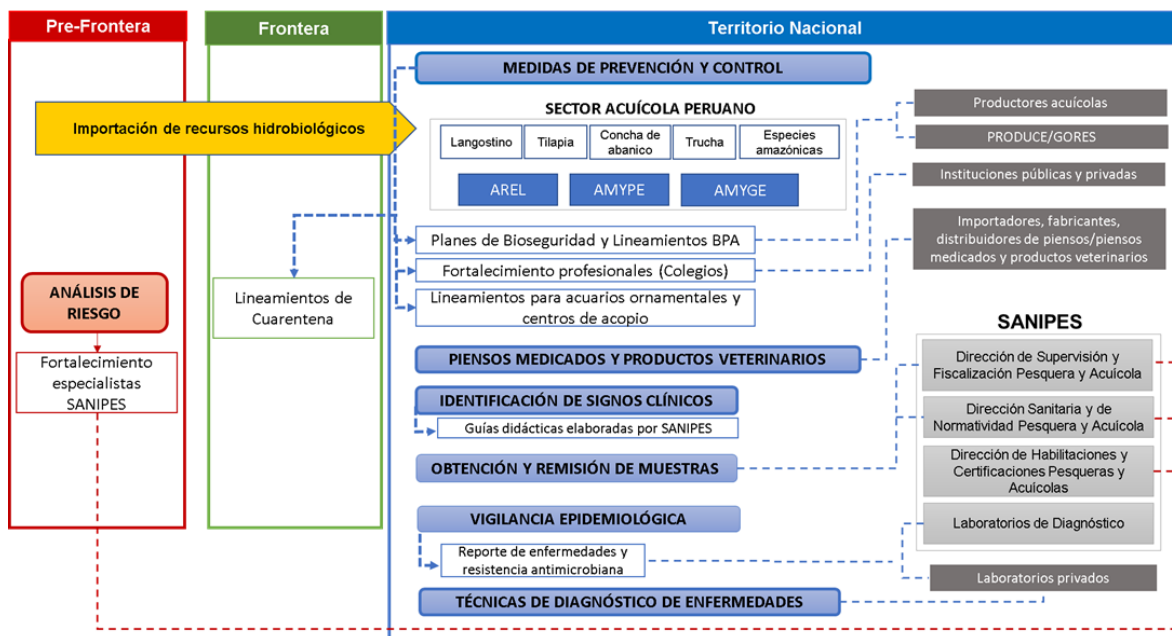 Pre-Frontera
Frontera
Territorio Nacional
MEDIDAS DE PREVENCIÓN Y CONTROL
Importación de recursos hidrobiológicos
SECTOR ACUÍCOLA PERUANO
Langostino
Tilapia
Concha de
abanico
Trucha
Especies
amazónicas
AREL
AMYPE
AMYGE
Planes de Bioseguridad y Lineamientos BPA
Fortalecimiento profesionales (Colegios)
Lineamientos para acuarios ornamentales y
centros de acopio
Productores acuícolas
PRODUCE/GORES
Instituciones públicas y privadas
Importadores, fabricantes,
distribuidores de piensos/piensos
medicados y productos veterinarios
ANÁLISIS DE
RIESGO
Fortalecimiento
especialistas
SANIPES
Lineamientos de
Cuarentena
PIENSOS MEDICADOS Y PRODUCTOS VETERINARIOS
IDENTIFICACIÓN DE SIGNOS CLÍNICOS
Guías didácticas elaboradas por SANIPES
OBTENCIÓN Y REMISIÓN DE MUESTRAS
VIGILANCIA EPIDEMIOLÓGICA
Reporte de enfermedades y
resistencia antimicrobiana
TÉCNICAS DE DIAGNÓSTICO DE ENFERMEDADES
SANIPES
Dirección de Supervisión y
Fiscalización Pesquera y Acuícola
Dirección Sanitaria y de
Normatividad Pesquera y Acuícola
Dirección de Habilitaciones y
Certificaciones Pesqueras y
Acuícolas
Laboratorios de Diagnóstico
Laboratorios privados